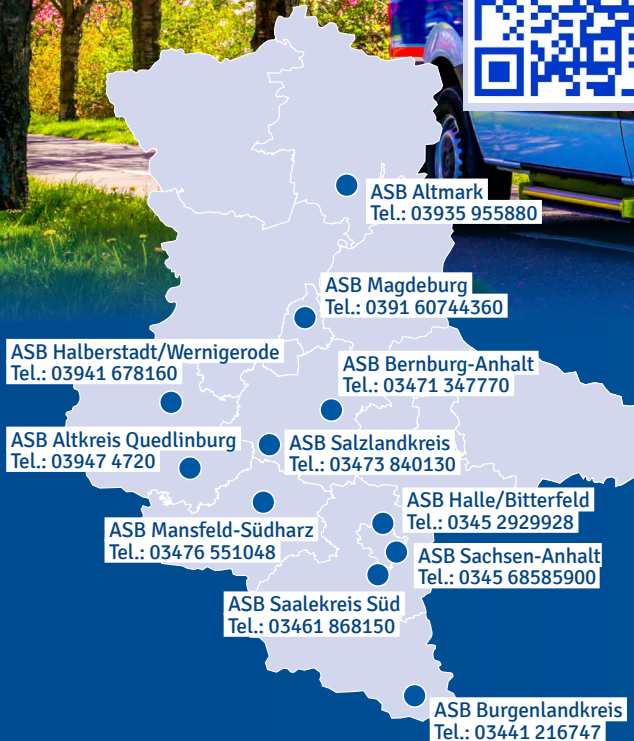 ASB Altmark
Tel.: 03935 955880
ASB Magdeburg
Tel.: 0391 60744360
ASB Halberstadt/Wernigerode
Tel.: 03941 678160
ASB Bernburg-Anhalt
Tel.: 03471 347770
ASB Altkreis Quedlinburg
Tel.: 03947 4720
ASB Salzlandkreis
Tel.: 03473 840130
ASB Halle/Bitterfeld
Tel.: 0345 2929928
ASB Mansfeld-Südharz
Tel.: 03476 551048
ASB Sachsen-Anhalt
Tel.: 0345 68585900
ASB Saalekreis Süd
Tel.: 03461 868150
ASB Burgenlandkreis
Tel.: 03441 216747